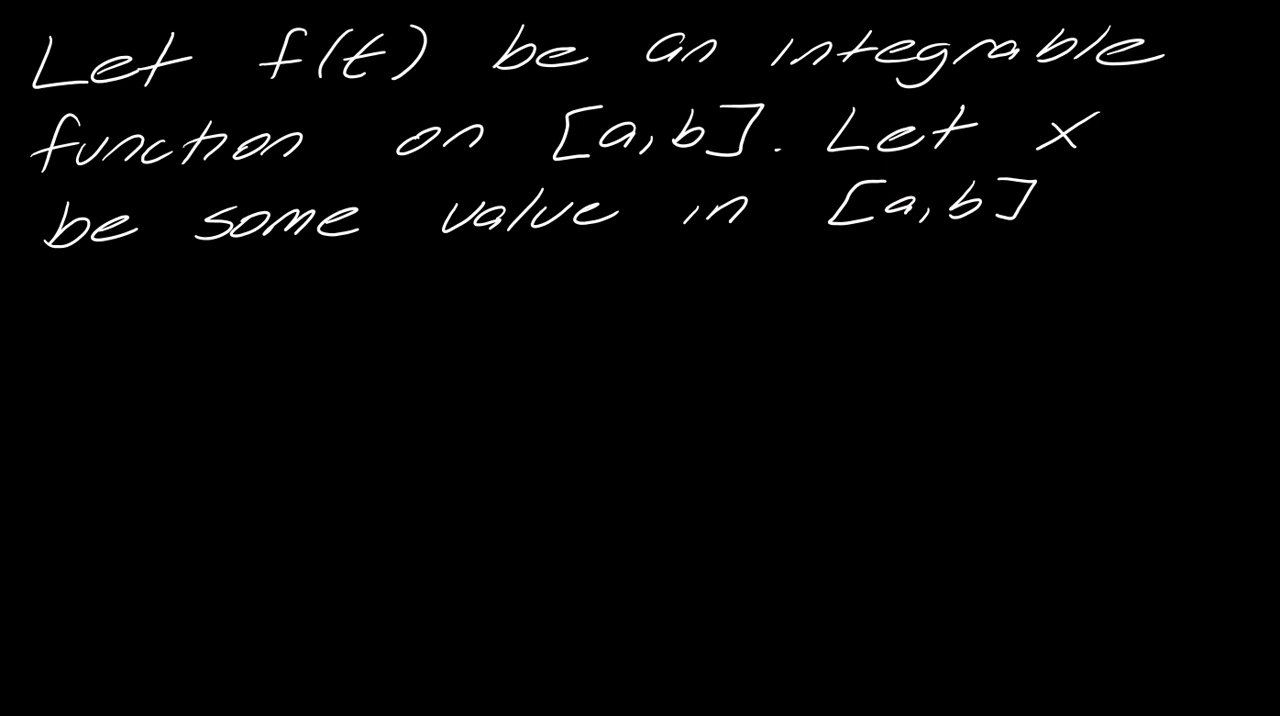 Let f(t) be an integrable
function on [a,b]. Let x
be some value in [a,b]